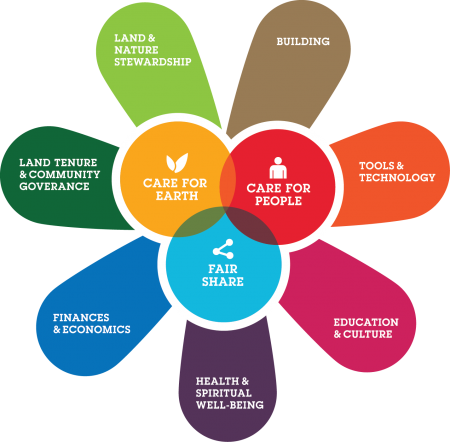 LAND &
NATURE
STEWARDSHIP
BUILDING
LAND TENURE
& COMMUNITY
GOVERANCE
CARE FOR
EARTH
CARE FOR
PEOPLE
TOOLS &
TECHNOLOGY
FAIR
SHARE
FINANCES
& ECONOMICS
EDUCATION
& CULTURE
HEALTH &
SPIRITUAL
WELL-BEING